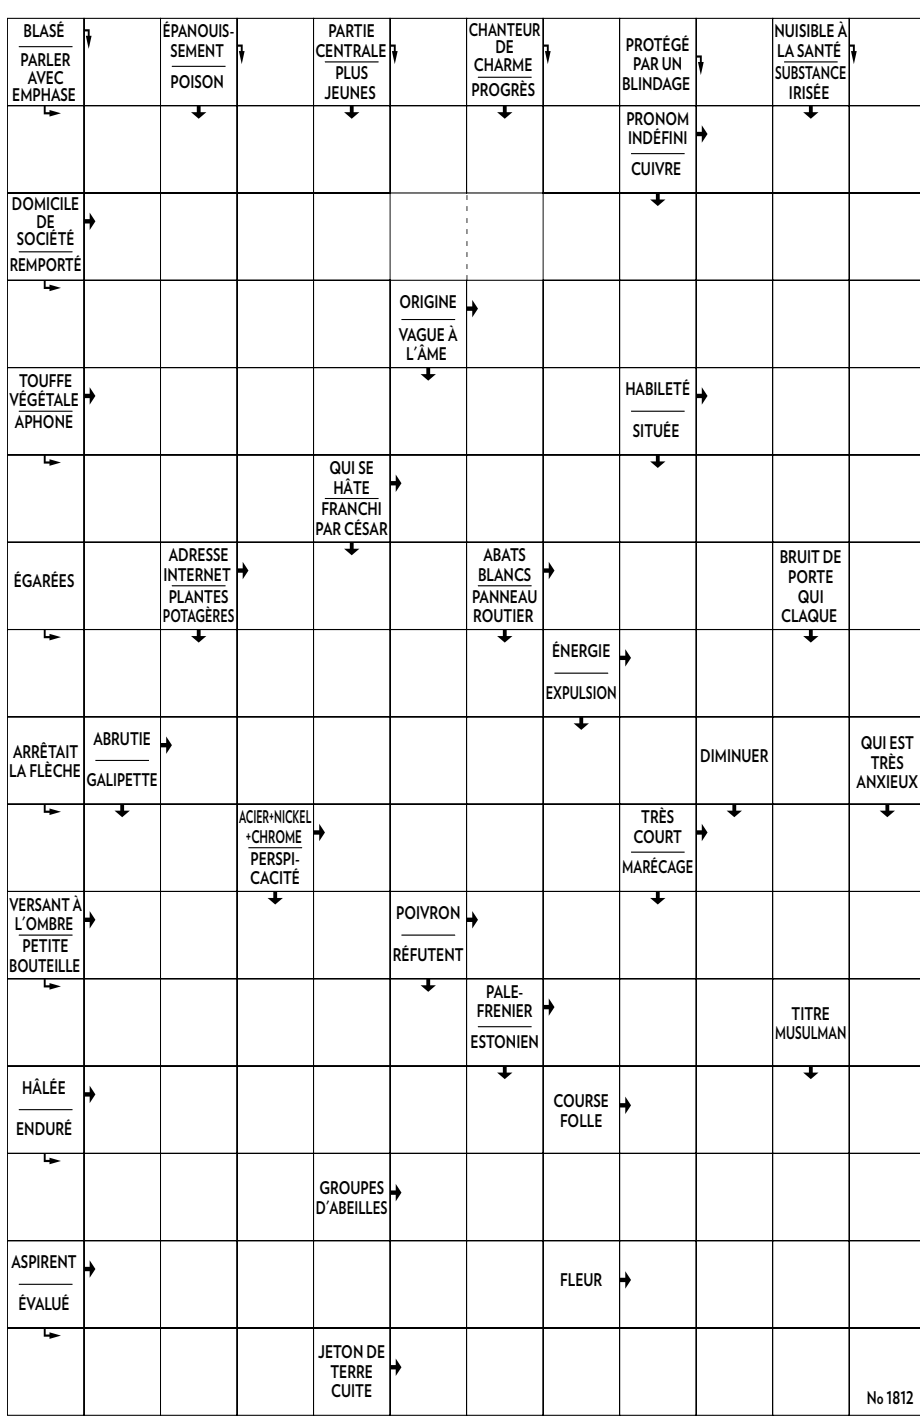 BLASÉ
PARLER
AVEC
EMPHASE
ÉPANOUIS-
SEMENT
POISON
PARTIE
CENTRALE
PLUS
JEUNES
CHANTEUR
DE
CHARME
PROGRÈS
PROTÉGÉ
PAR UN
BLINDAGE
NUISIBLE À
LA SANTÉ
SUBSTANCE
IRISÉE
PRONOM
INDÉFINI
CUIVRE
DOMICILE
DE
SOCIÉTÉ
REMPORTÉ
ORIGINE
VAGUE À
L'ÂME
TOUFFE
VÉGÉTALE
APHONE
HABILETÉ
SITUÉE
QUI SE
HÂTE
FRANCHI
PAR CÉSAR
ÉGARÉES
ADRESSE
INTERNET
PLANTES
POTAGÈRES
ABATS
BLANCS
PANNEAU
ROUTIER
BRUIT DE
PORTE
QUI
CLAQUE
ÉNERGIE
EXPULSION
ARRÊTAIT
LA FLÈCHE
ABRUTIE
GALIPETTE
DIMINUER
QUI EST
TRÈS
ANXIEUX
ACIER+NICKEL
+CHROME
PERSPI-
CACITÉ
TRÈS
COURT
MARÉCAGE
VERSANT À
L'OMBRE
PETITE
BOUTEILLE
POIVRON
RÉFUTENT
PALE-
FRENIER
ESTONIEN
TITRE
MUSULMAN
HÂLÉE
ENDURÉ
COURSE
FOLLE
GROUPES
D'ABEILLES
ASPIRENT
ÉVALUÉ
FLEUR
JETON DE
TERRE
CUITE
No 1812